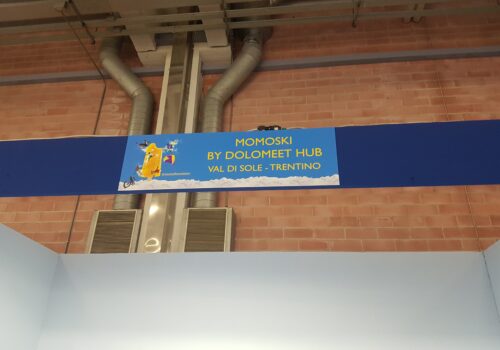 MOMOSKI
BY DOLOMEET HUB
VAL DI SOLE - TRENTINO